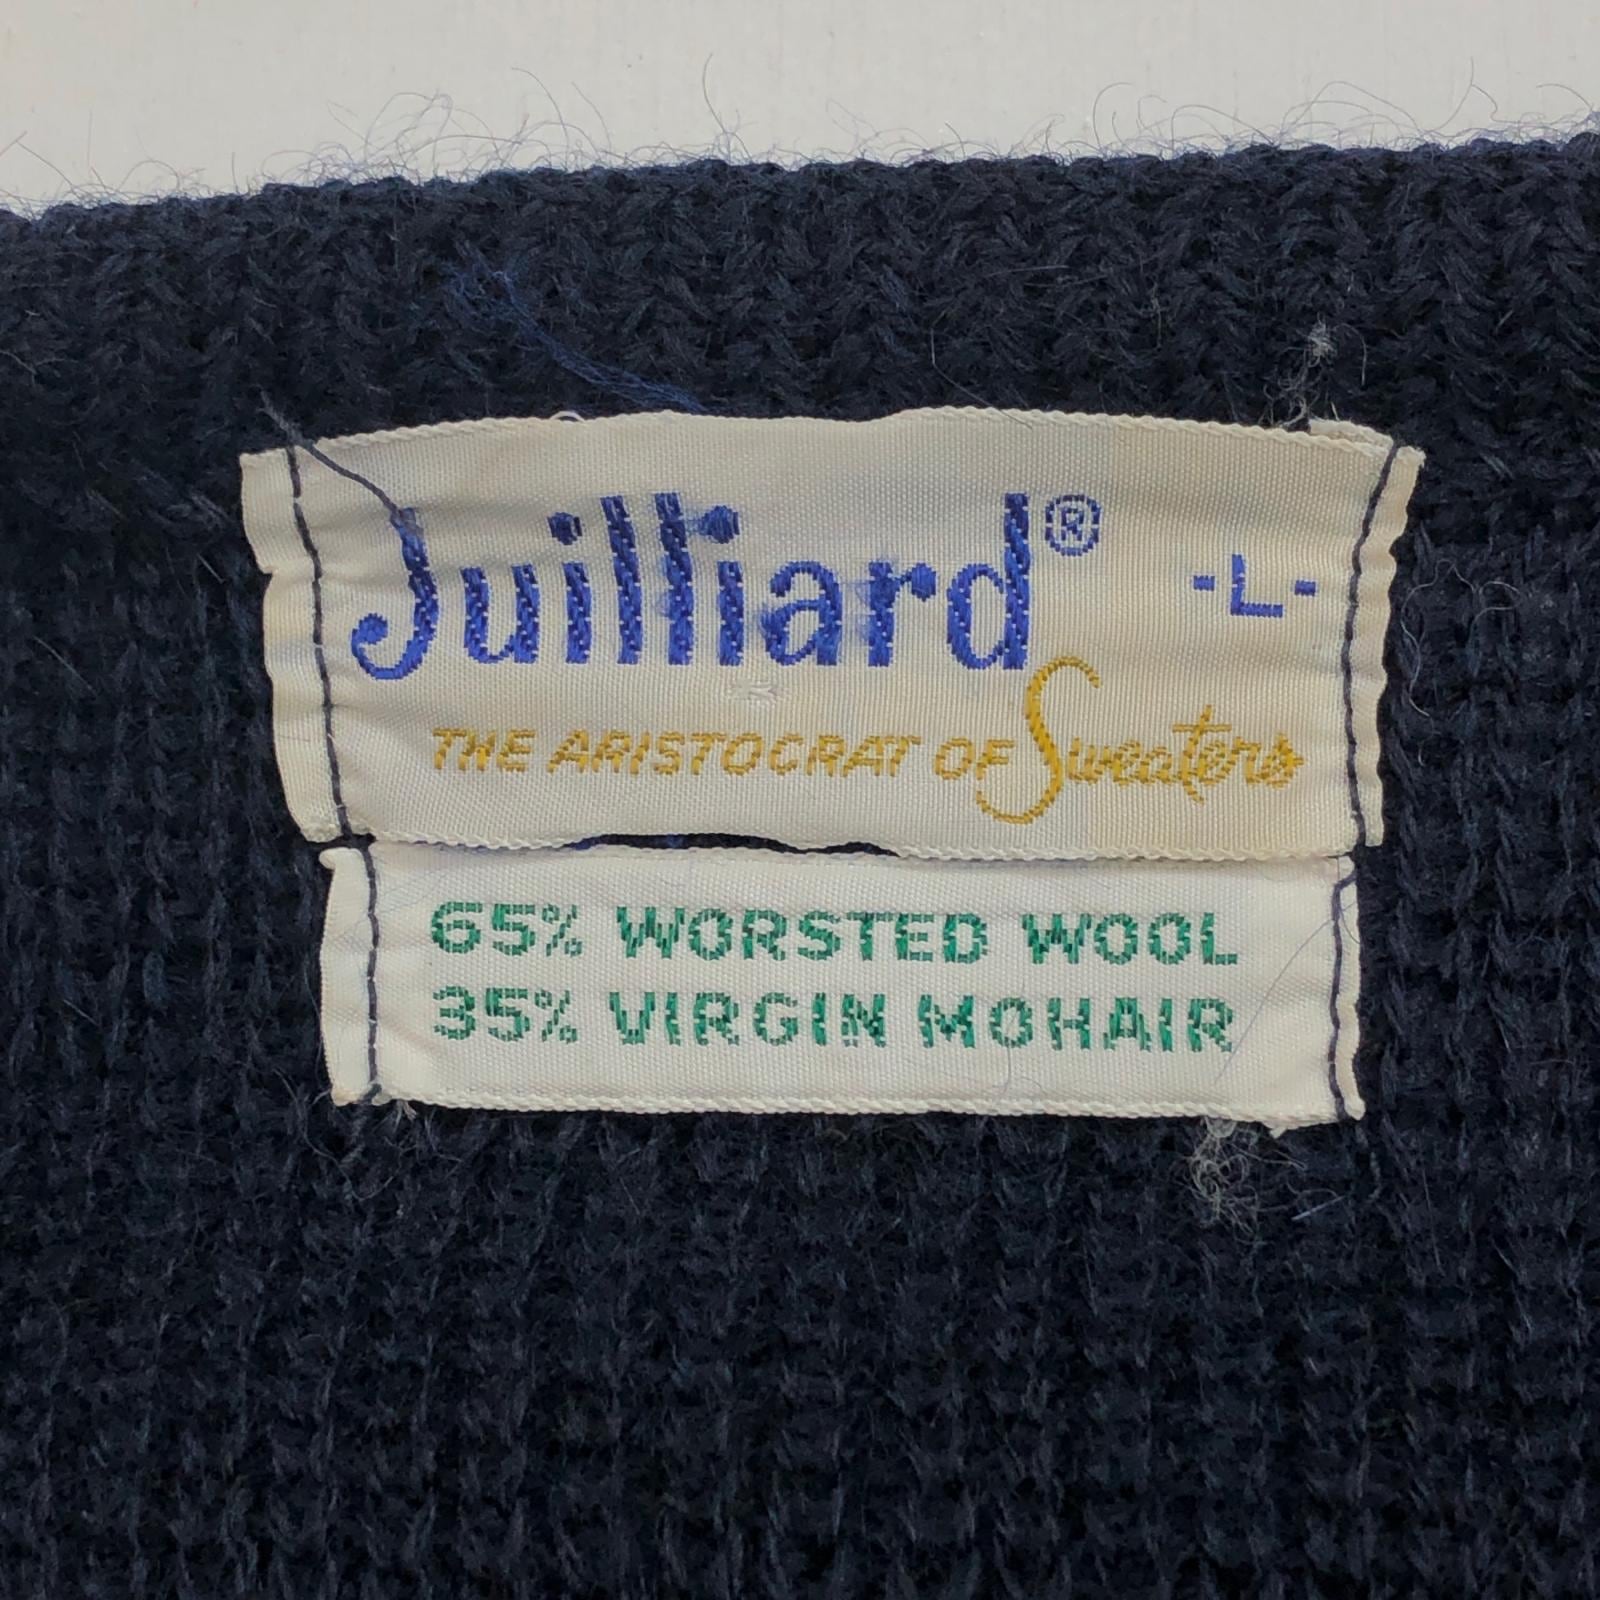 Juilliard® -L-
THE ARISTOCRAT OF Sweaters
65% WORSTED WOOL
35% VIRGIN MOHAIR